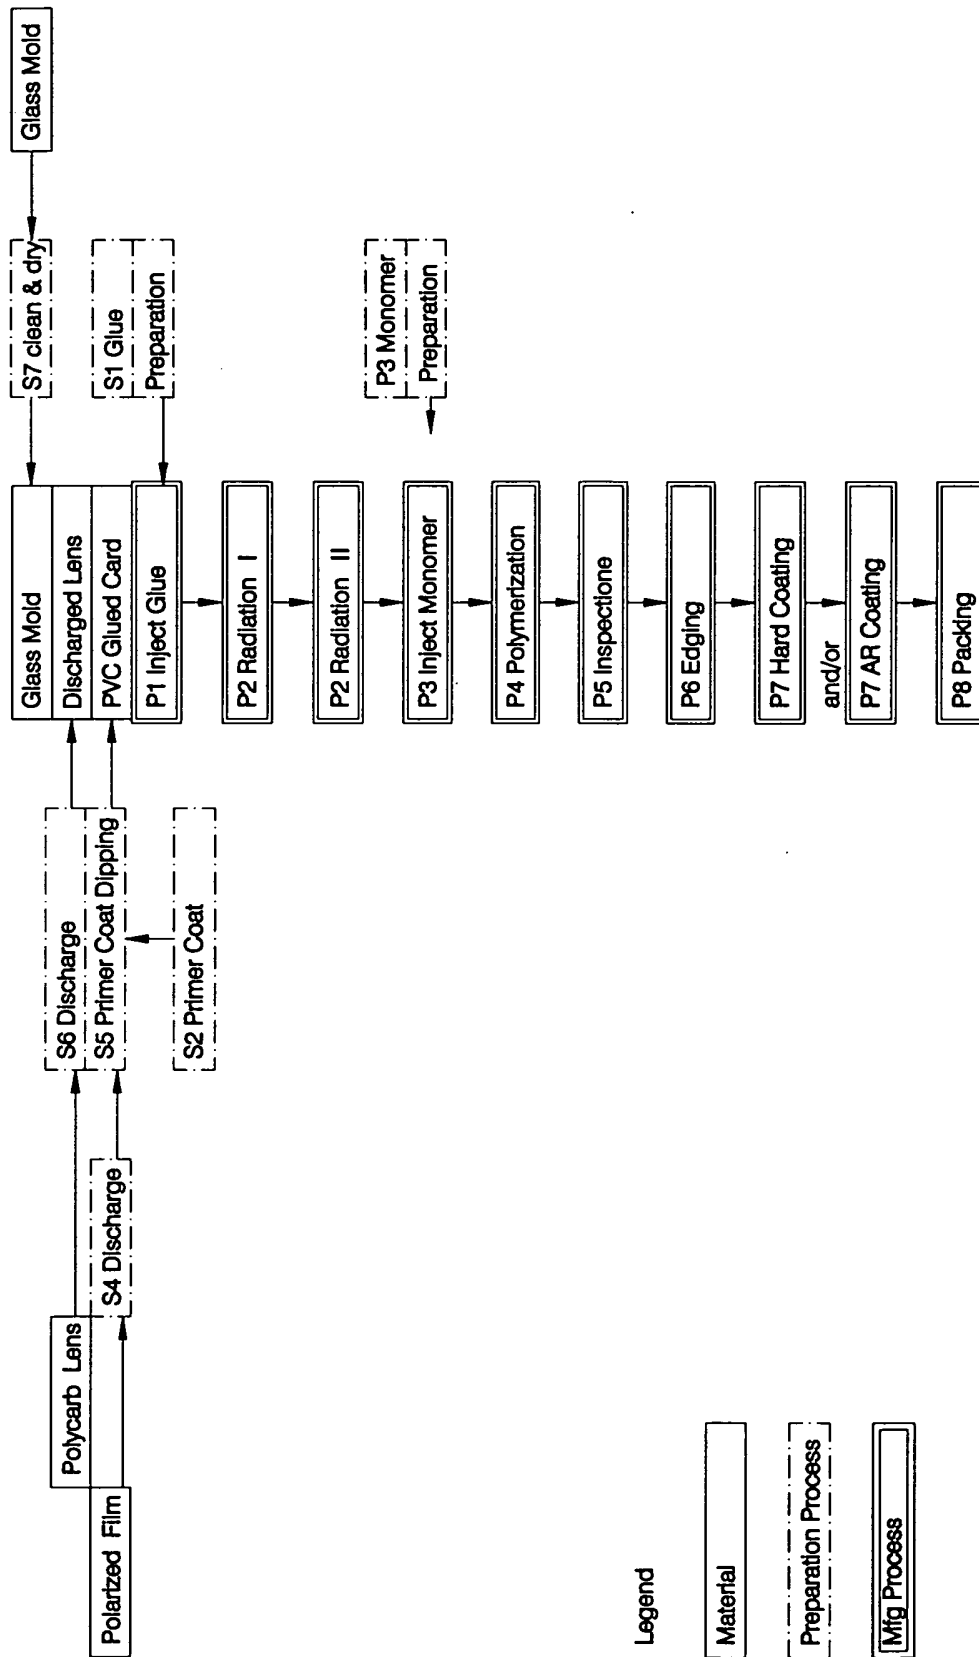 Glass Mold
S7 clean & dry
S1 Glue
Preparation
P3 Monomer
Preparation
Glass Mold
Discharged Lens
PVC Glued Card
P1 Inject Glue
P2 Radiation I
P2 Radiation II
P3 Inject Monomer
P4 Polymerization
P5 Inspectione
P6 Edging
P7 Hard Coating
and/or
P7 AR Coating
P8 Packing
S6 Discharge
S5 Primer Coat Dipping
S2 Primer Coat
S4 Discharge
Polycarb Lens
Polarized Film
Legend
Material
Preparation Process
Mfg Process